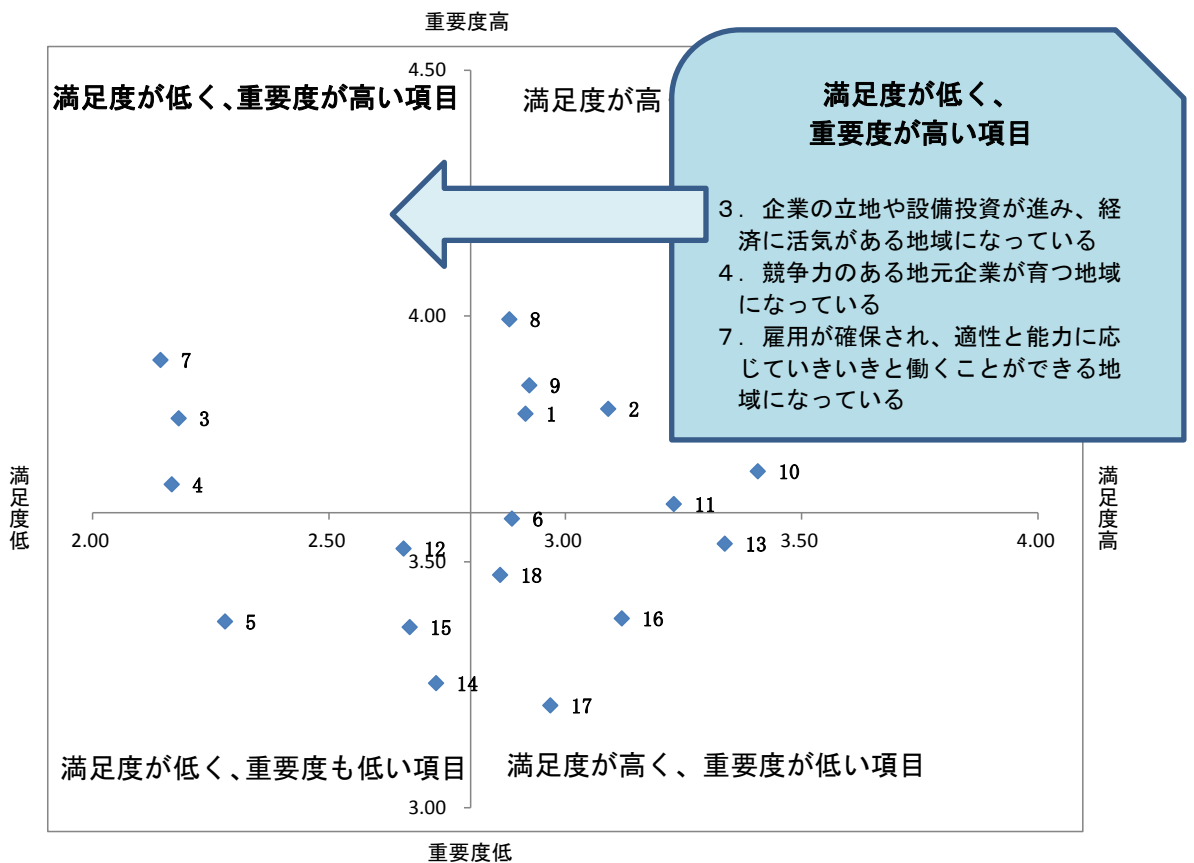 重要度高
4.50
満足度が低く、重要度が高い項目
満足度が高
満足度が低く、
重要度が高い項目
３．企業の立地や設備投資が進み、経
済に活気がある地域になっている
４．競争力のある地元企業が育つ地域
になっている
７．雇用が確保され、適性と能力に応
じていきいきと働くことができる地
域になっている
4.00
8
7
9
3
1
2
満足度低
4
10
満足度高
11
6
2.00
2.50
3.00
3.50
4.00
12
13
3.50
18
5
15
16
14
17
満足度が低く、重要度も低い項目
満足度が高く、重要度が低い項目
3.00
重要度低